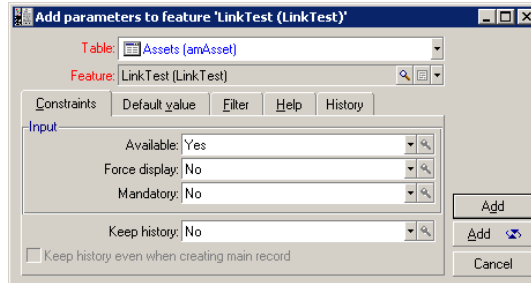 Add parameters to feature 'LinkTest (LinkTest)'
Table: Assets (amAsset)
Feature: LinkTest (LinkTest)
Constraints Default value Filter Help History
Input
Available: Yes
Force display: No
Mandatory: No
Add
Keep history: No
Add
Keep history even when creating main record
Cancel